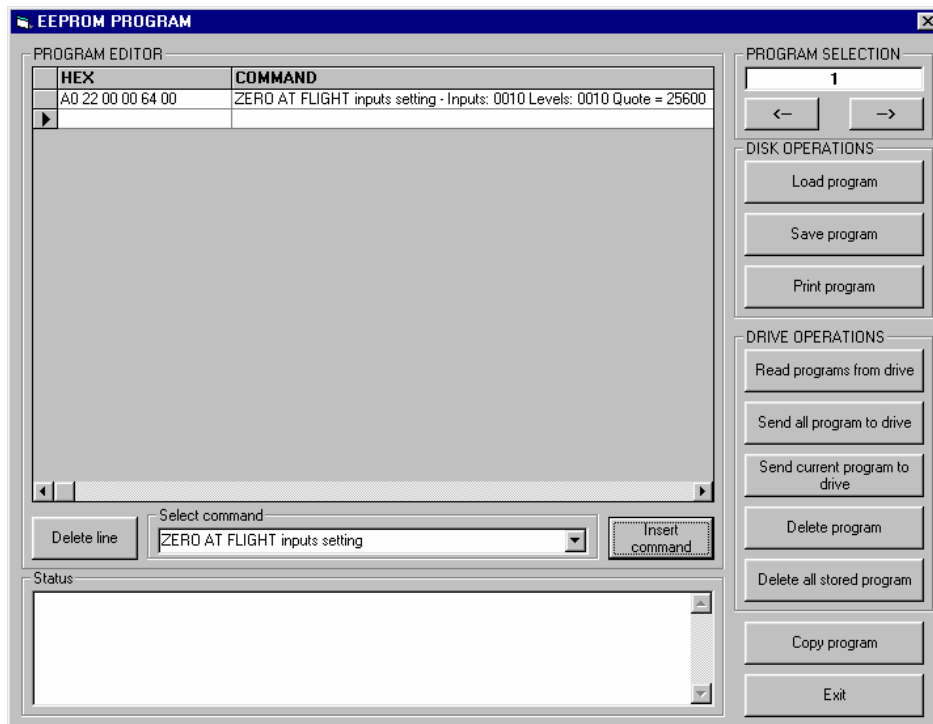 EEPROM PROGRAM
PROGRAM EDITOR
HEX COMMAND
A0 22 00 00 64 00 ZERO AT FLIGHT inputs setting - Inputs: 0010 Levels: 0010 Quote = 25600
Delete line
Select command
ZERO AT FLIGHT inputs setting
Insert
command
Status
PROGRAM SELECTION
1
<-- -->
DISK OPERATIONS
Load program
Save program
Print program
DRIVE OPERATIONS
Read programs from drive
Send all program to drive
Send current program to
drive
Delete program
Delete all stored program
Copy program
Exit